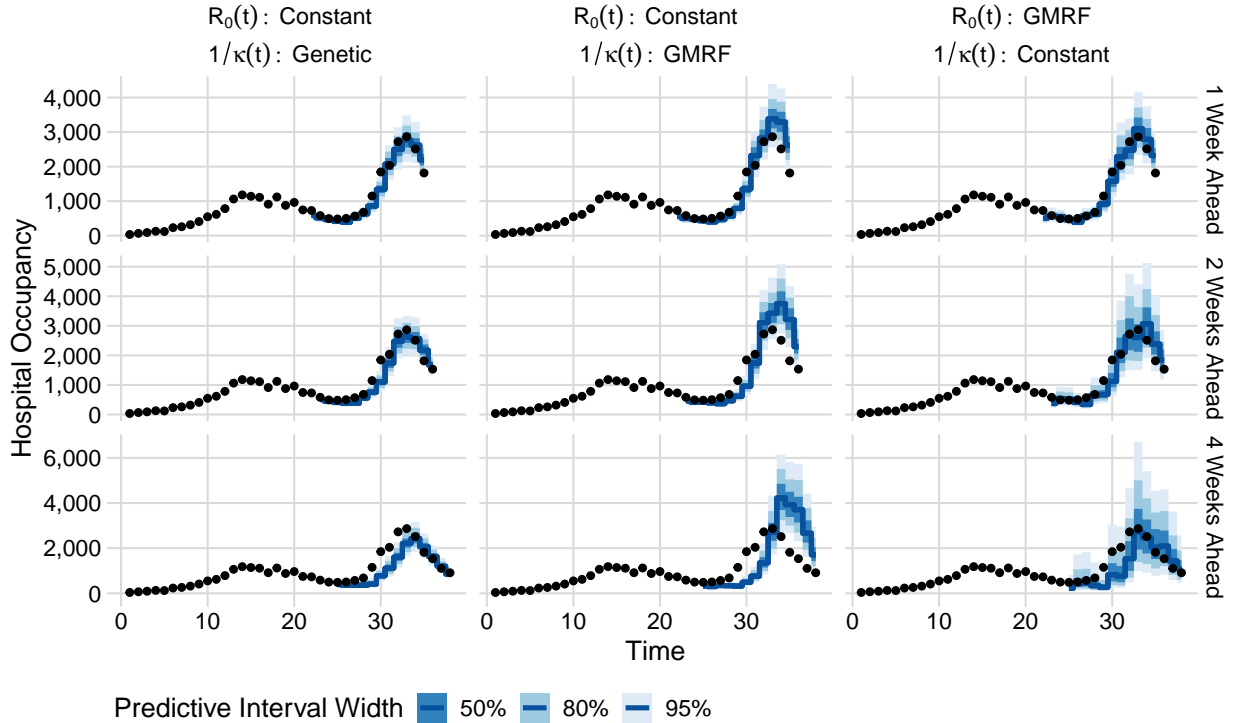 R₀(t) : Constant
1/κ(t) : Genetic
R₀(t) : Constant
1/κ(t) : GMRF
R₀(t) : GMRF
1/κ(t) : Constant
Hospital Occupancy
4,000
3,000
2,000
1,000
0
1 Week Ahead
5,000
4,000
3,000
2,000
1,000
0
2 Weeks Ahead
6,000
4,000
2,000
0
4 Weeks Ahead
0 10 20 30
0 10 20 30
0 10 20 30
Time
Predictive Interval Width 50% 80% 95%